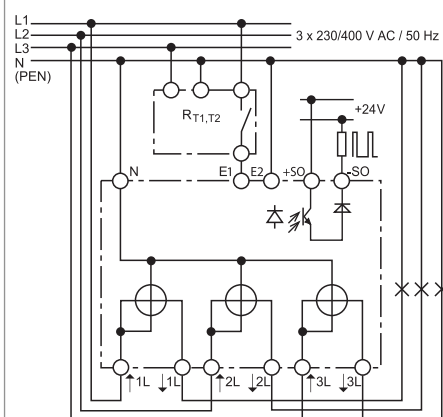 L1
L2
3 x 230/400 V AC / 50 Hz
L3
N
(PEN)
+24V
RT1,T2
N
E1
E2
+SO
-SO
1L
1L
2L
2L
3L
3L